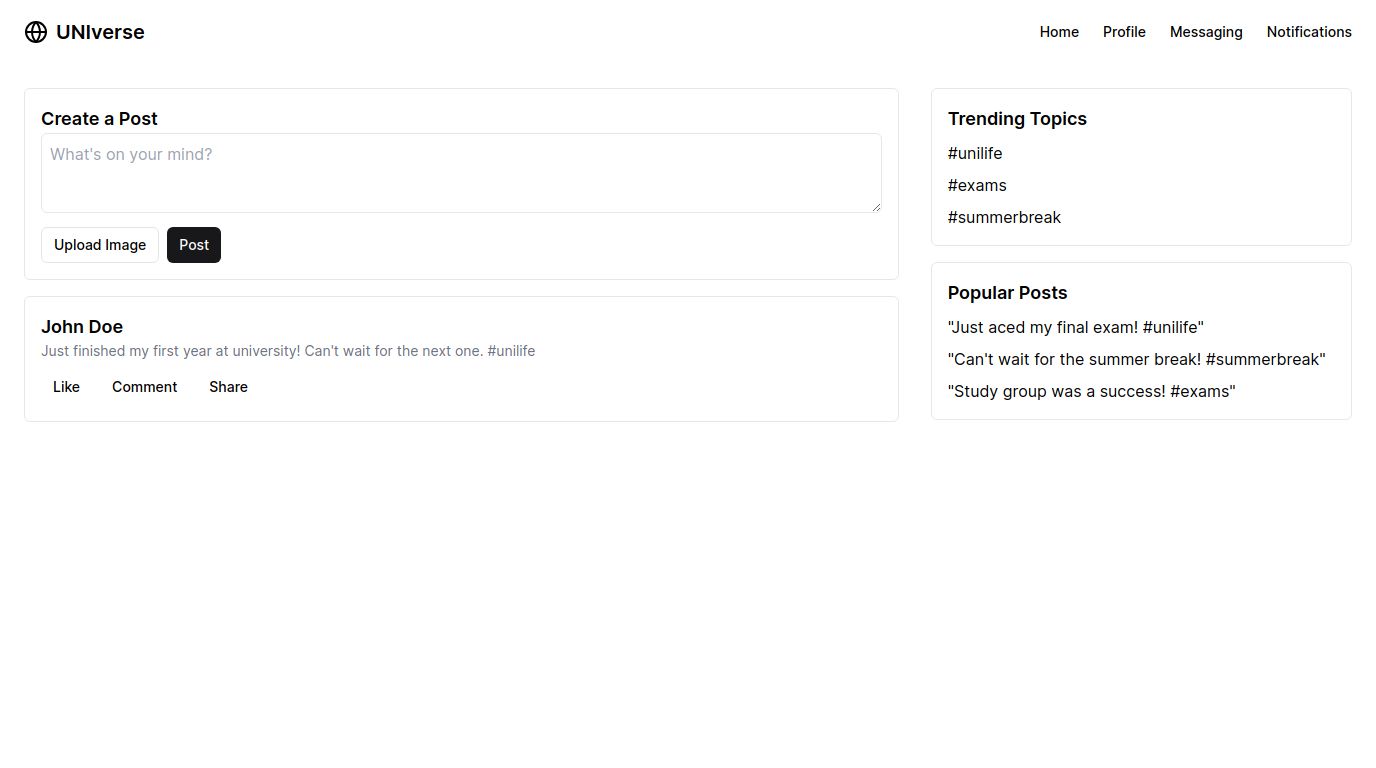 UNIverse
Home Profile Messaging Notifications
Create a Post
What's on your mind?
Upload Image Post
John Doe
Just finished my first year at university! Can't wait for the next one. #unilife
Like Comment Share
Trending Topics
#unilife
#exams
#summerbreak
Popular Posts
"Just aced my final exam! #unilife"
"Can't wait for the summer break! #summerbreak"
"Study group was a success! #exams"